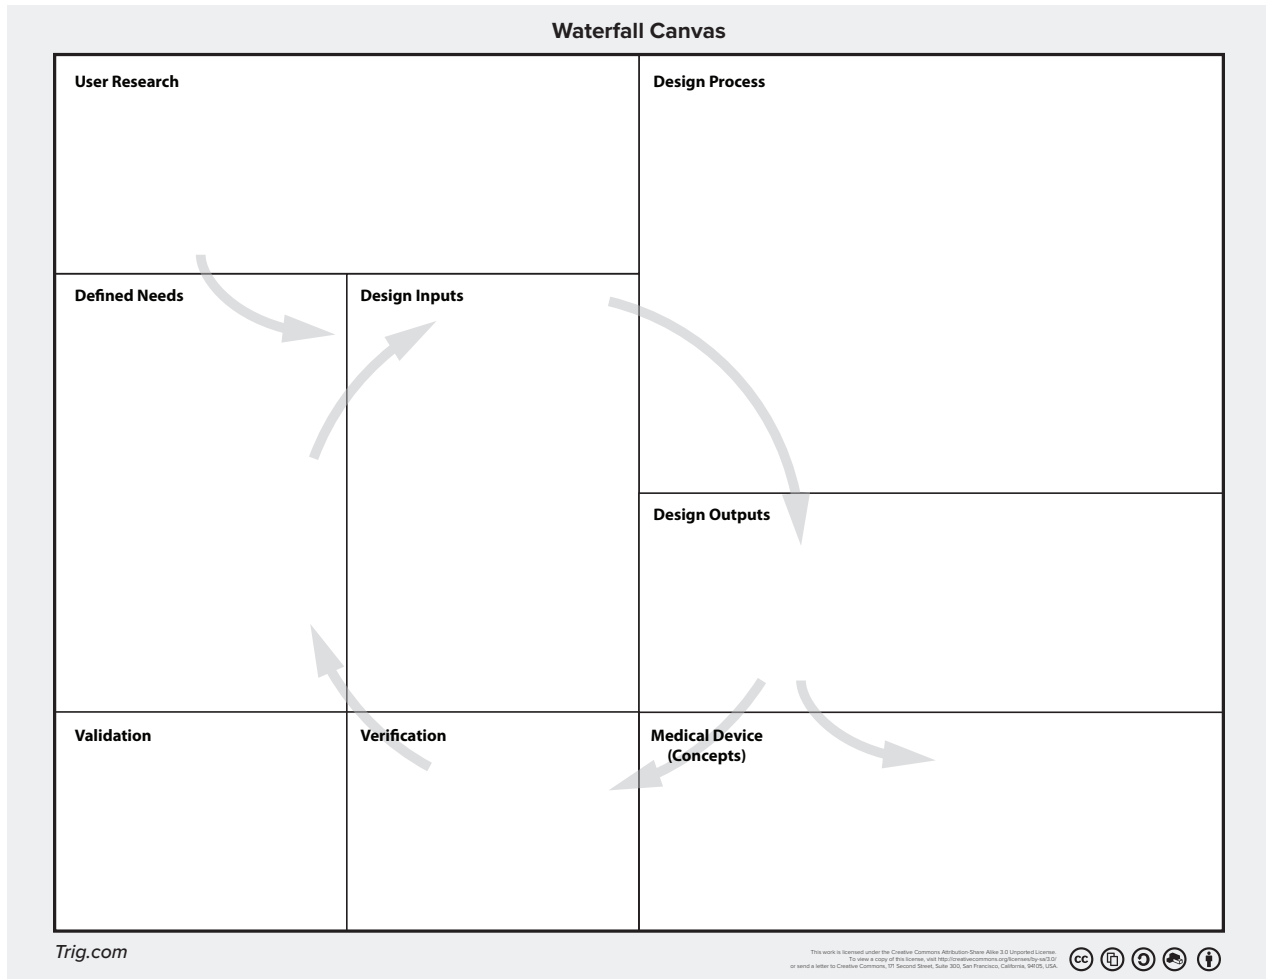 Waterfall Canvas
User Research
Design Process
Defined Needs
Design Inputs
Design Outputs
Validation
Verification
Medical Device
(Concepts)
Trig.com
This work is licensed under the Creative Commons Attribution-Share Alike 3.0 Unported License.
To view a copy of this license, visit http://creativecommons.org/licenses/by-sa/3.0/
or send a letter to Creative Commons, 171 Second Street, Suite 300, San Francisco, California, 94105, USA.
cc